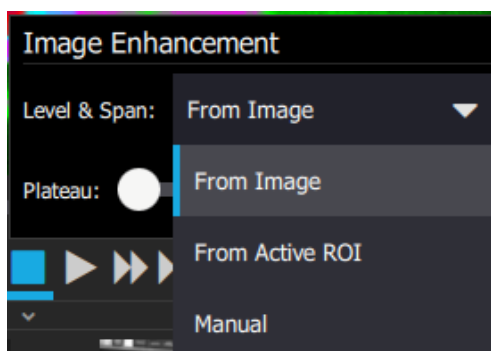 Image Enhancement
Level & Span:
From Image
From Image
Plateau:
From Active ROI
Manual